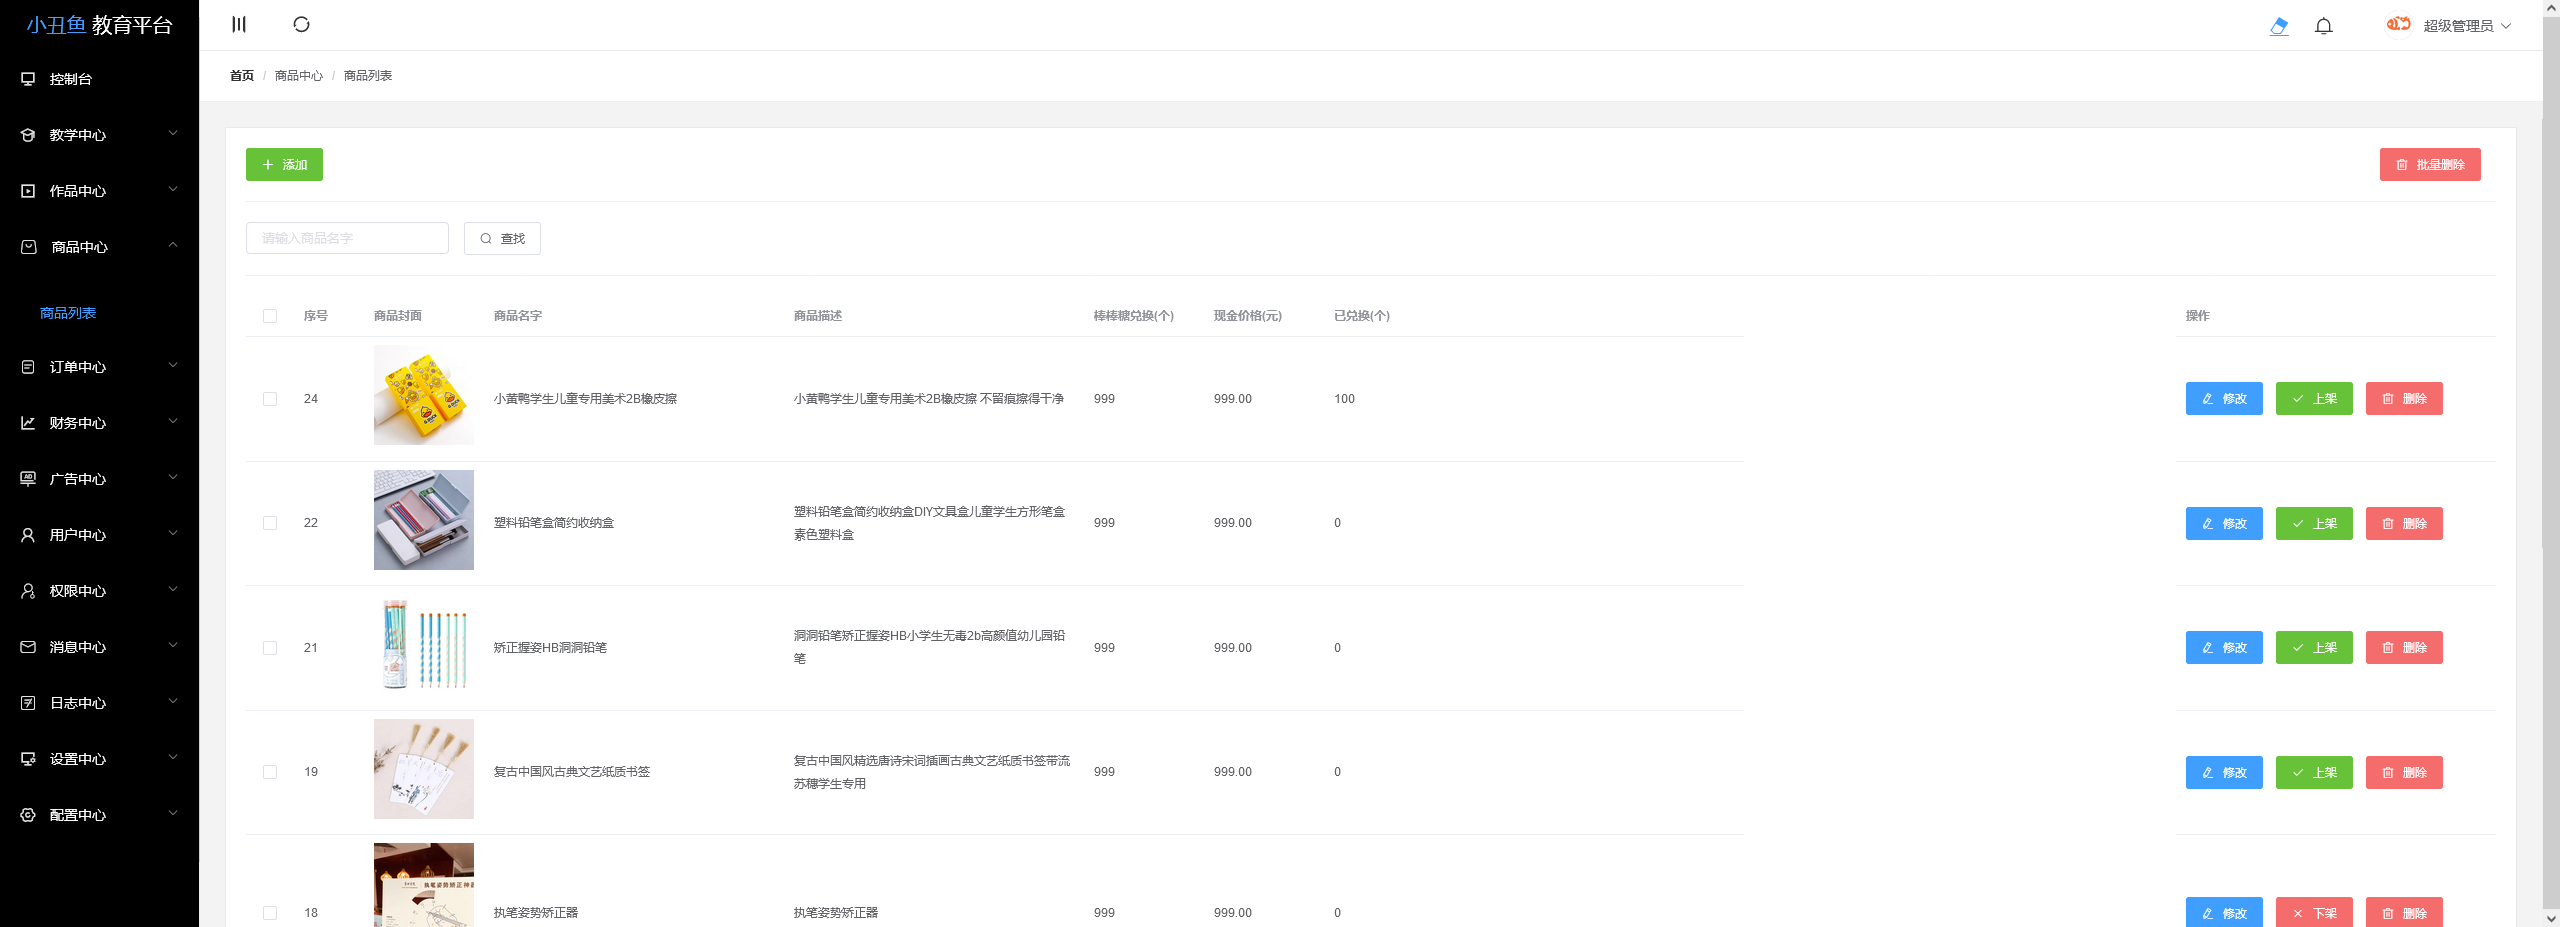 小丑鱼 教育平台
超级管理员
控制台
教学中心
作品中心
商品中心
商品列表
订单中心
财务中心
广告中心
用户中心
权限中心
消息中心
日志中心
设置中心
配置中心
首页 / 商品中心 / 商品列表
添加
批量删除
请输入商品名字
查找
序号 商品封面 商品名字 商品描述 棒棒糖兑换(个) 现金价格(元) 已兑换(个) 操作
24 小黄鸭学生儿童专用美术2B橡皮擦 小黄鸭学生儿童专用美术2B橡皮擦 不留痕擦得干净 999 999.00 100 修改 上架 删除
22 塑料铅笔盒简约收纳盒 塑料铅笔盒简约收纳盒DIY文具盒儿童学生方形笔盒
素色塑料盒 999 999.00 0 修改 上架 删除
21 矫正握姿HB洞洞铅笔 洞洞铅笔矫正握姿HB小学生无毒2b高颜值幼儿园铅
笔 999 999.00 0 修改 上架 删除
19 复古中国风古典文艺纸质书签 复古中国风精选唐诗宋词插画古典文艺纸质书签带流
苏穗学生专用 999 999.00 0 修改 上架 删除
执笔姿势矫正神器
18 执笔姿势矫正器 执笔姿势矫正器 999 999.00 0 修改 下架 删除